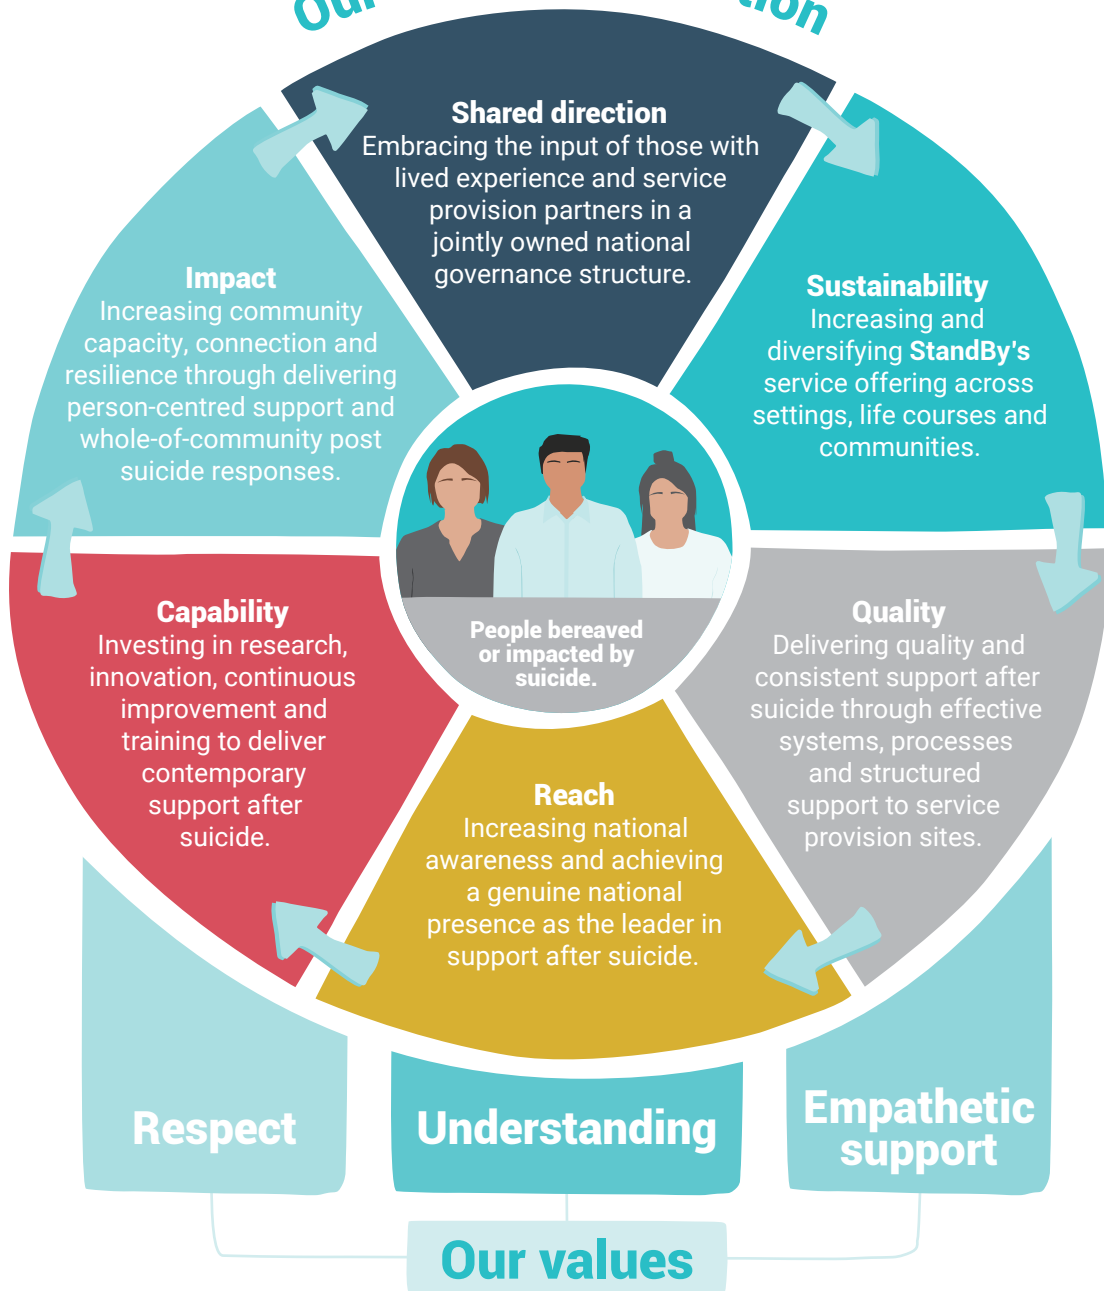 Our
Shared direction
Embracing the input of those with
lived experience and service
provision partners in a
jointly owned national
governance structure.
Sustainability
Increasing and
diversifying StandBy's
service offering across
settings, life courses and
communities.
Quality
Delivering quality and
consistent support after
suicide through effective
systems, processes
and structured
support to service
provision sites.
Reach
Increasing national
awareness and achieving
a genuine national
presence as the leader in
support after suicide.
Capability
Investing in research,
innovation, continuous
improvement and
training to deliver
contemporary
support after
suicide.
Impact
Increasing community
capacity, connection and
resilience through delivering
person-centred support and
whole-of-community post
suicide responses.
People bereaved
or impacted by
suicide.
Respect
Understanding
Empathetic
support
Our values